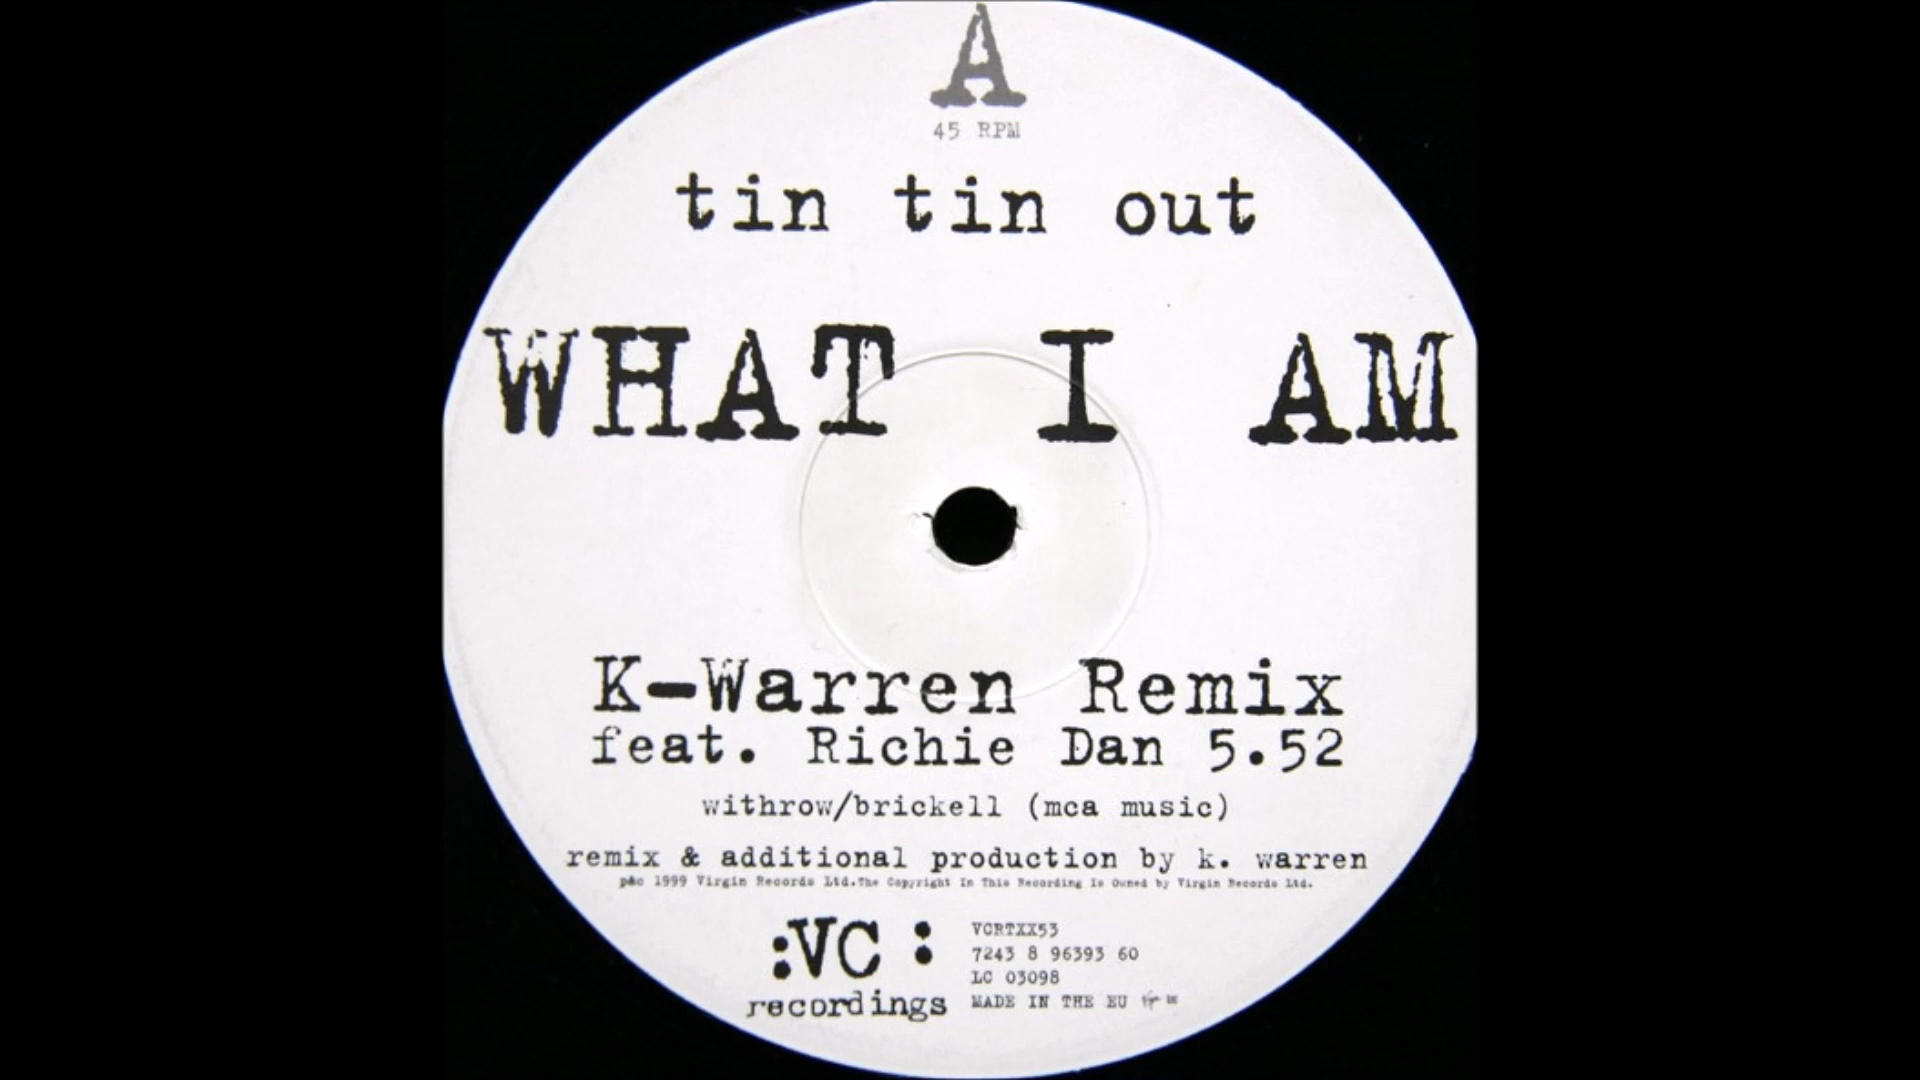 A
45 RPM
tin tin out
WHAT I AM
K-Warren Remix
feat. Richie Dan 5.52
withrow/brickell (mca music)
remix & additional production by k. warren
p&c 1999 Virgin Records Ltd.The Copyright In This Recording Is Owned by Virgin Records Ltd.
:VC:
recordings
VCRTXX53
7243 8 96393 60
LC 03098
MADE IN THE EU